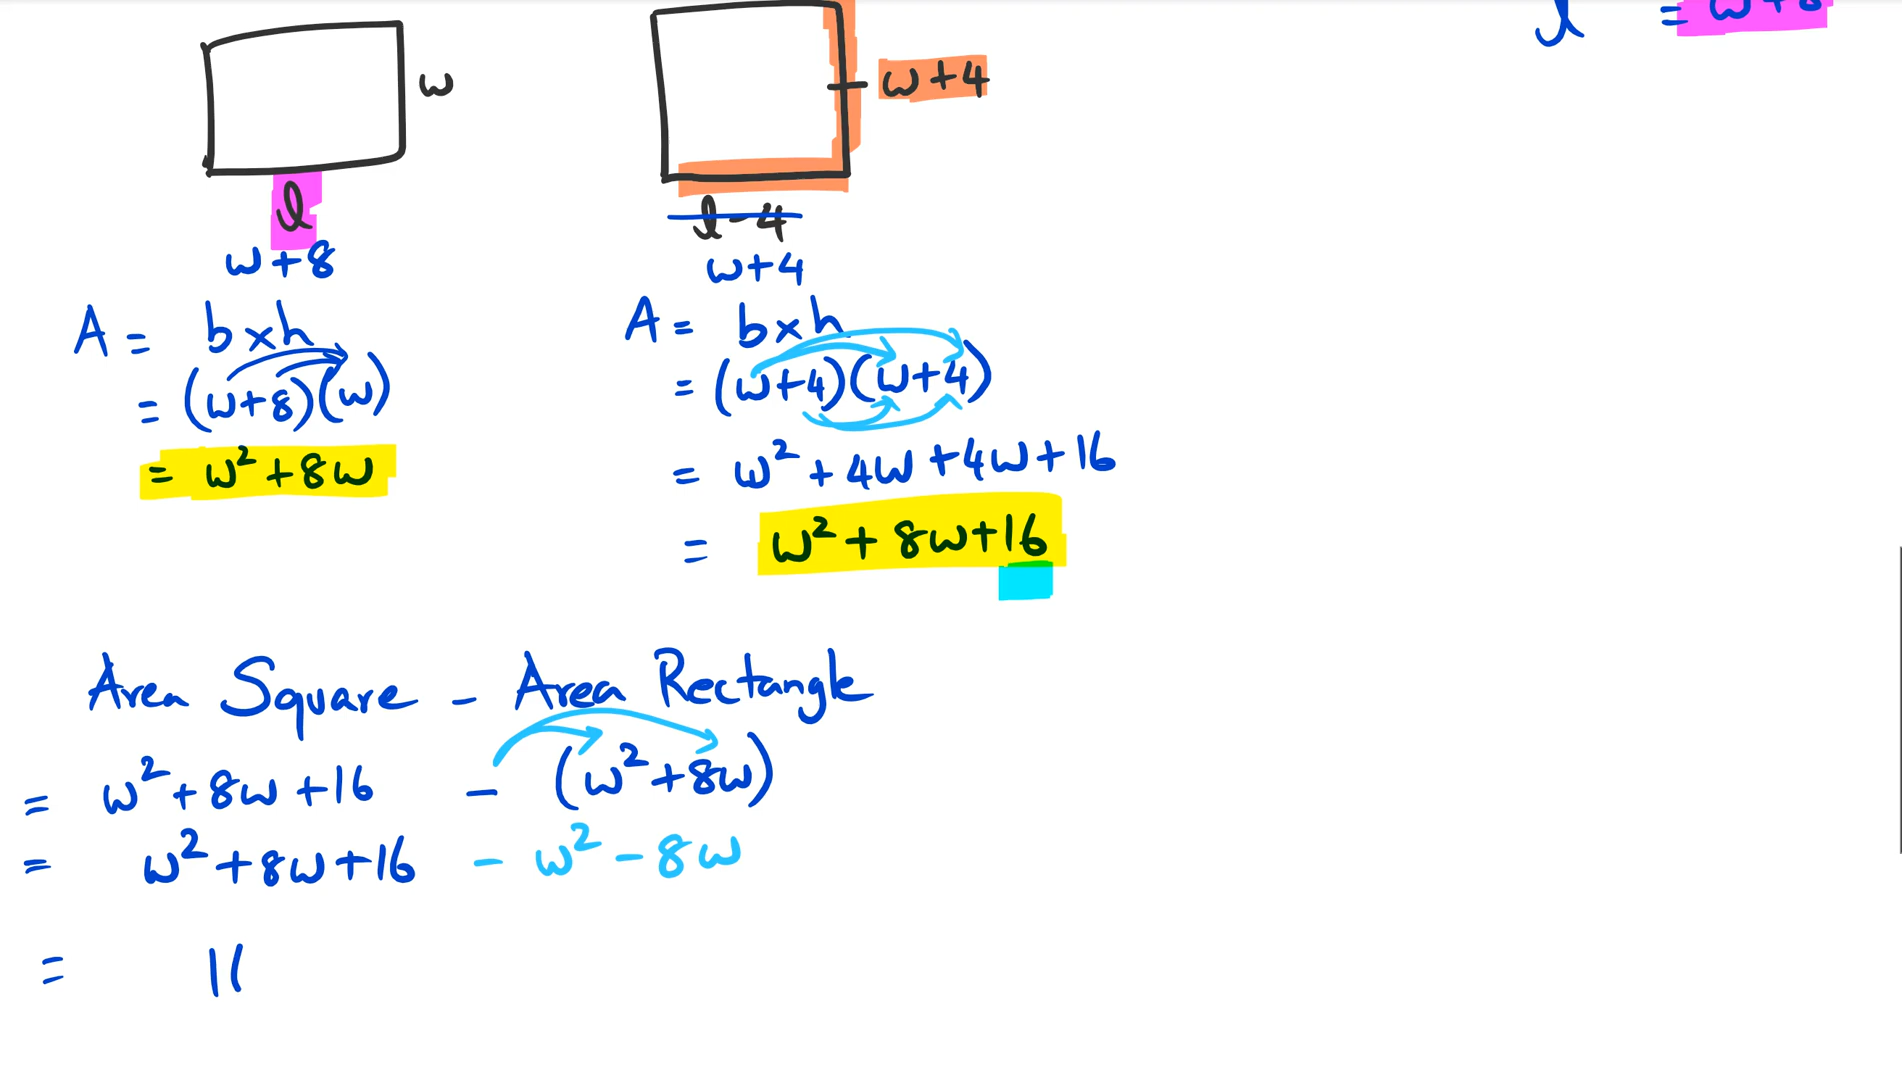 l = w+8
w
w+4
l
l-4
w+8
w+4
A = b×h
= (w+8)(w)
= w² +8w
A = b×h
= (w+4)(w+4)
= w² + 4w +4w+16
= w² + 8w+16
Area Square - Area Rectangle
= w²+8w+16 - (w²+8w)
= w² +8w+16 - w² - 8w
=